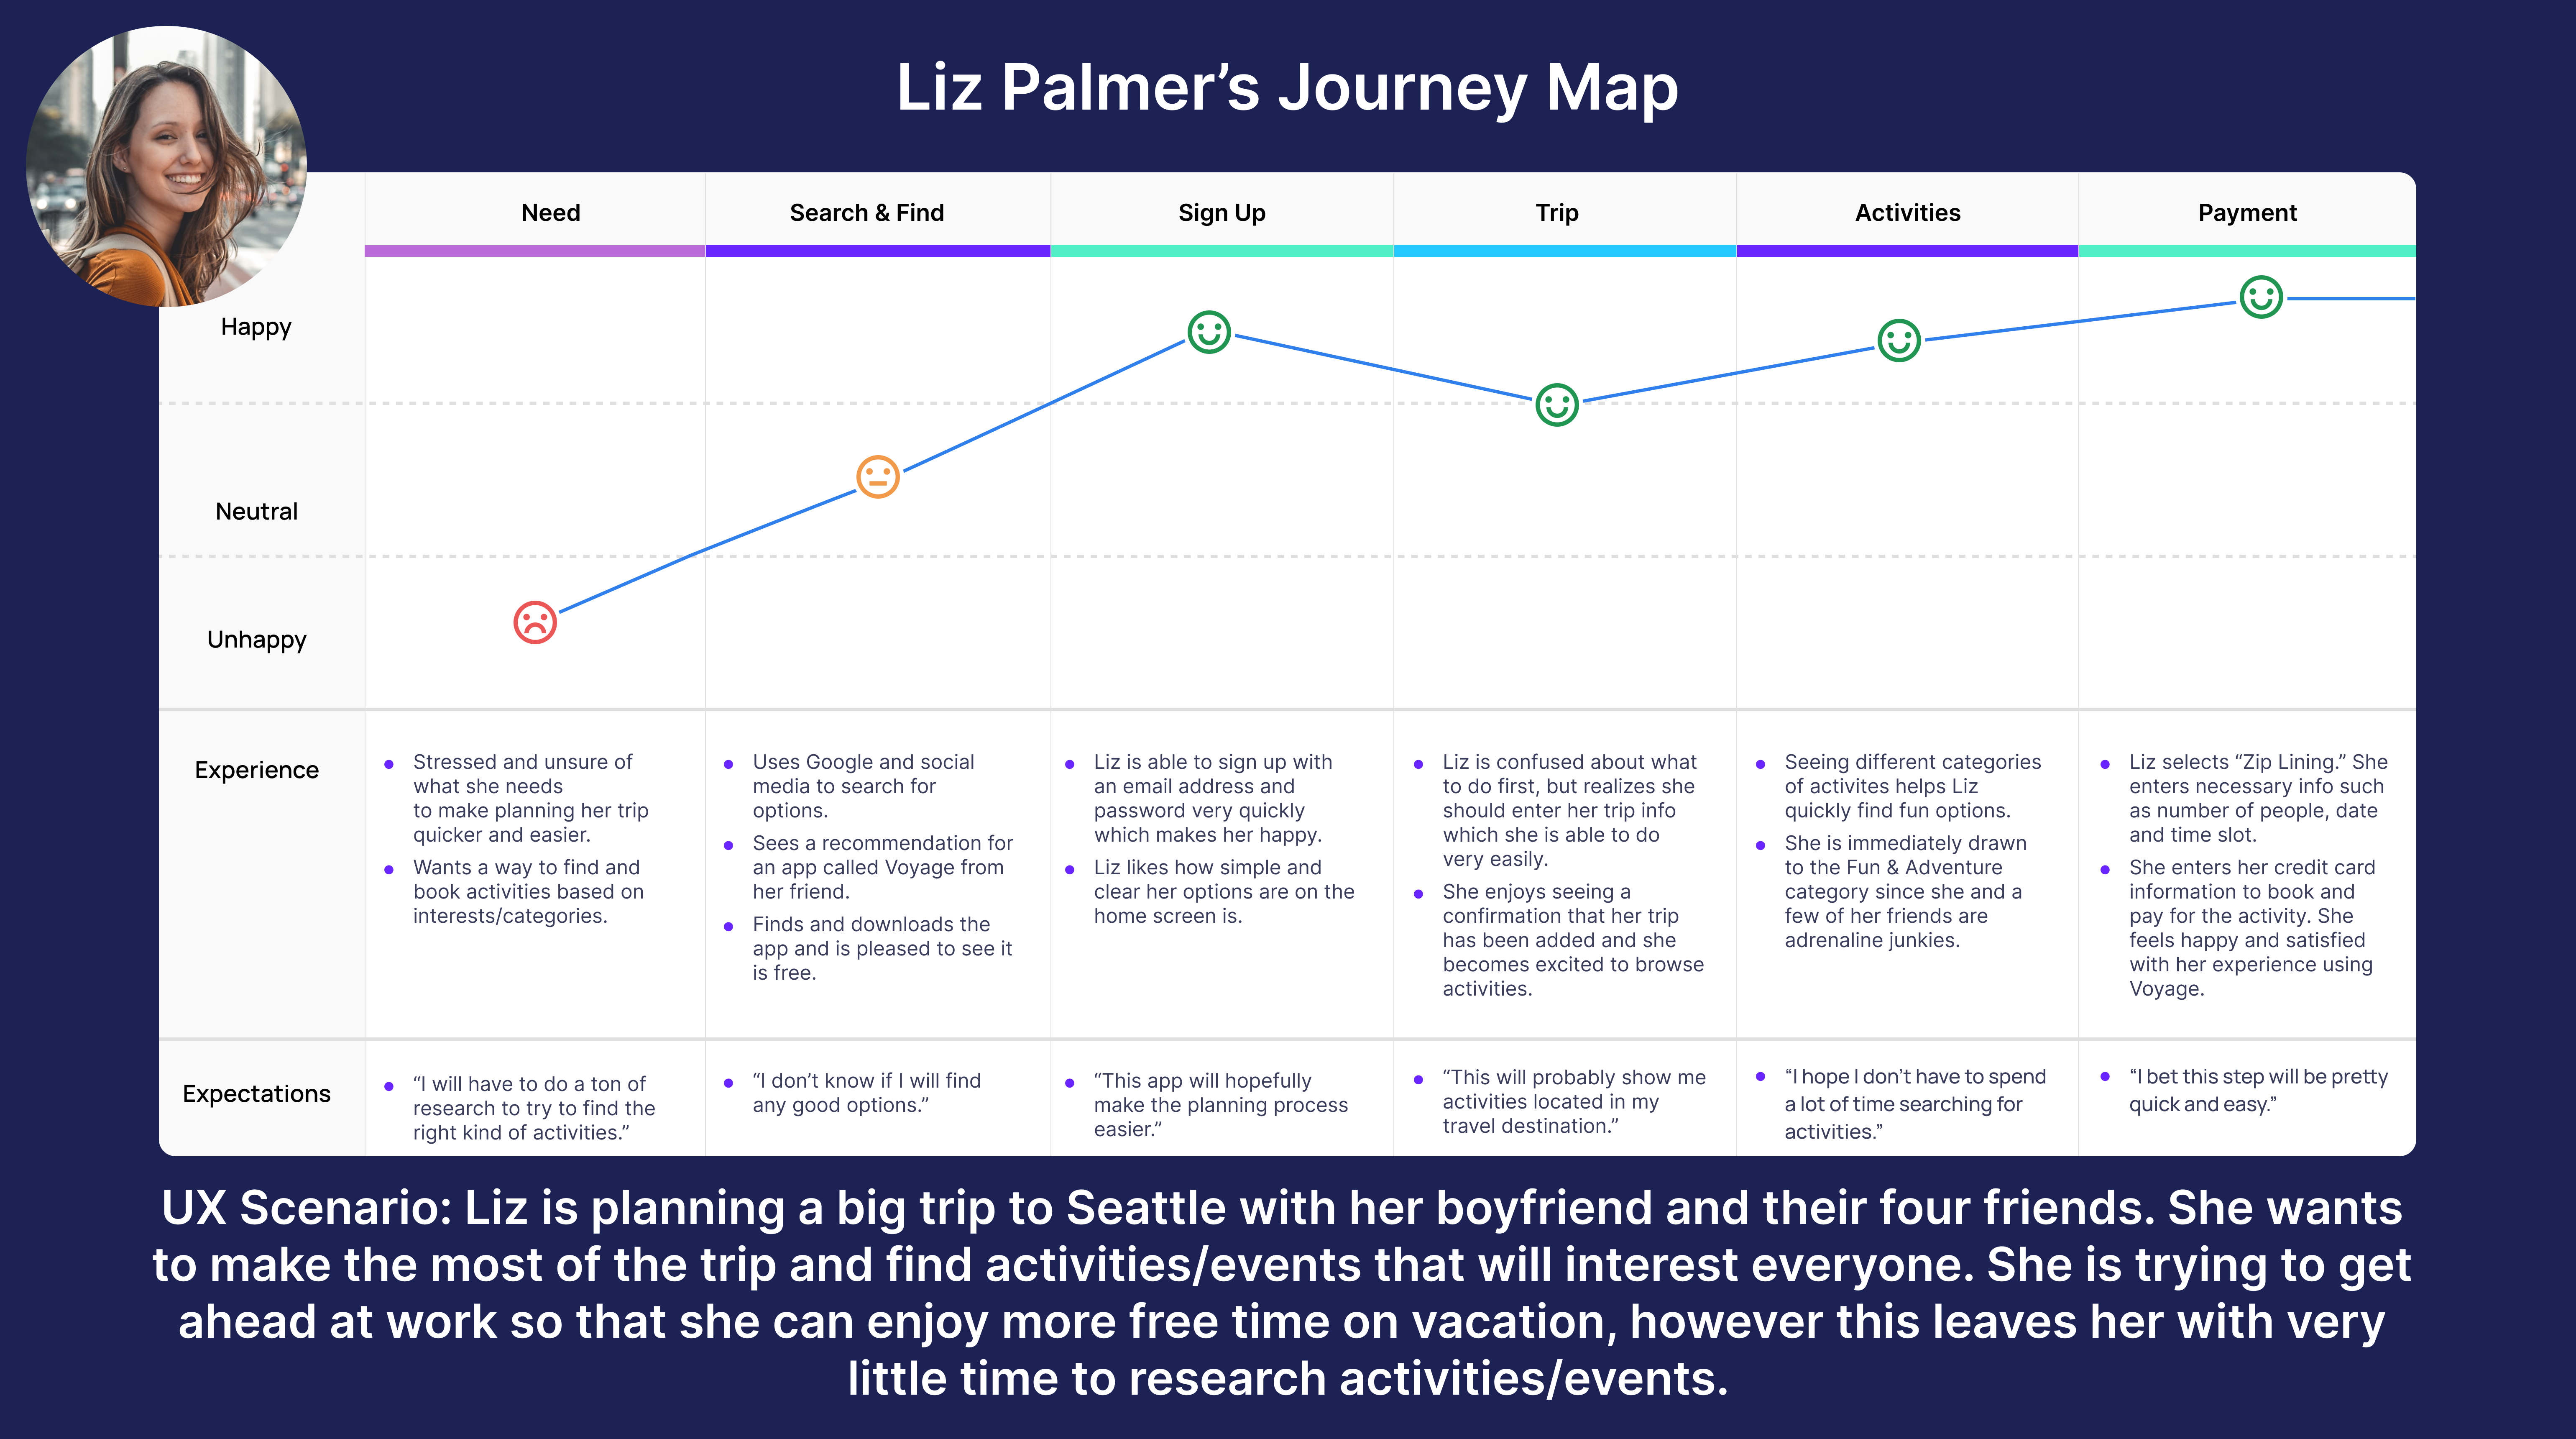 Liz Palmer’s Journey Map
Need
Search & Find
Sign Up
Trip
Activities
Payment
Happy
Neutral
Unhappy
Experience
Stressed and unsure of
what she needs
to make planning her trip
quicker and easier.
Wants a way to find and
book activities based on
interests/categories.
Uses Google and social
media to search for
options.
Sees a recommendation for
an app called Voyage from
her friend.
Finds and downloads the
app and is pleased to see it
is free.
Liz is able to sign up with
an email address and
password very quickly
which makes her happy.
Liz likes how simple and
clear her options are on the
home screen is.
Liz is confused about what
to do first, but realizes she
should enter her trip info
which she is able to do
very easily.
She enjoys seeing a
confirmation that her trip
has been added and she
becomes excited to browse
activities.
Seeing different categories
of activites helps Liz
quickly find fun options.
She is immediately drawn
to the Fun & Adventure
category since she and a
few of her friends are
adrenaline junkies.
Liz selects “Zip Lining.” She
enters necessary info such
as number of people, date
and time slot.
She enters her credit card
information to book and
pay for the activity. She
feels happy and satisfied
with her experience using
Voyage.
Expectations
“I will have to do a ton of
research to try to find the
right kind of activities.”
“I don’t know if I will find
any good options.”
“This app will hopefully
make the planning process
easier.”
“This will probably show me
activities located in my
travel destination.”
“I hope I don’t have to spend
a lot of time searching for
activities.”
“I bet this step will be pretty
quick and easy.”
UX Scenario: Liz is planning a big trip to Seattle with her boyfriend and their four friends. She wants
to make the most of the trip and find activities/events that will interest everyone. She is trying to get
ahead at work so that she can enjoy more free time on vacation, however this leaves her with very
little time to research activities/events.